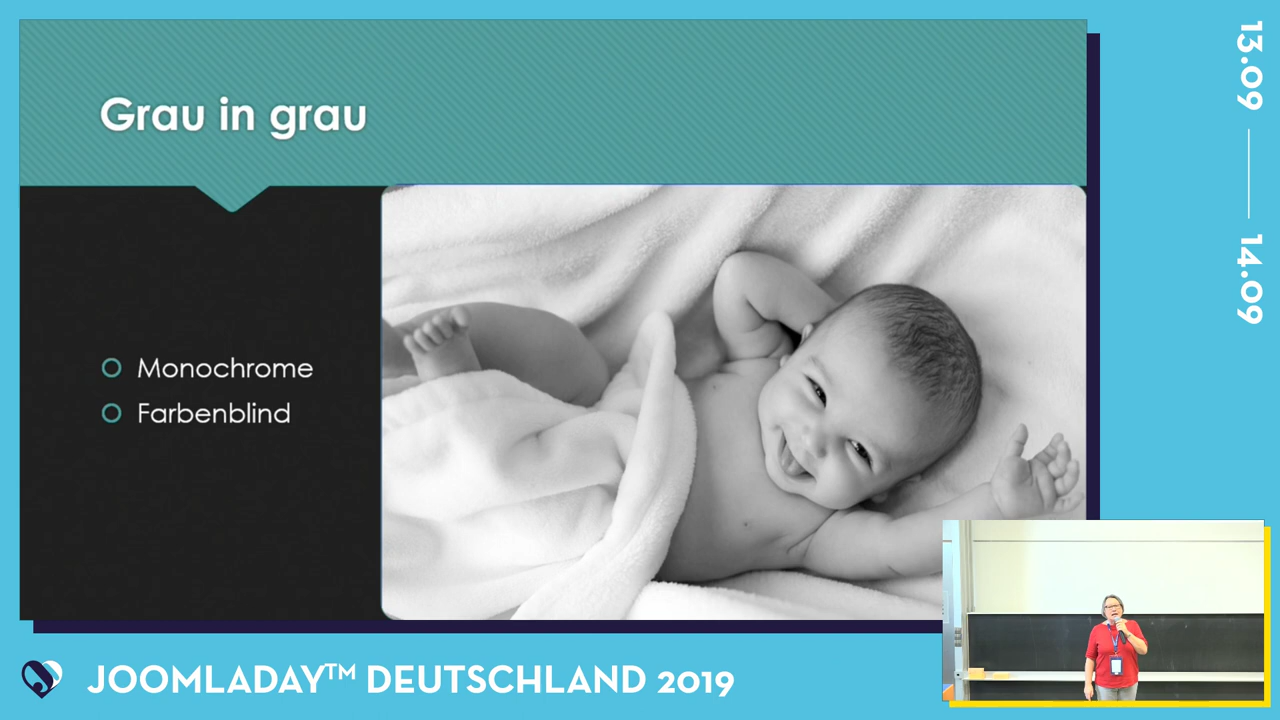 Grau in grau
Monochrome
Farbenblind
13.09
14.09
JOOMLADAY™ DEUTSCHLAND 2019